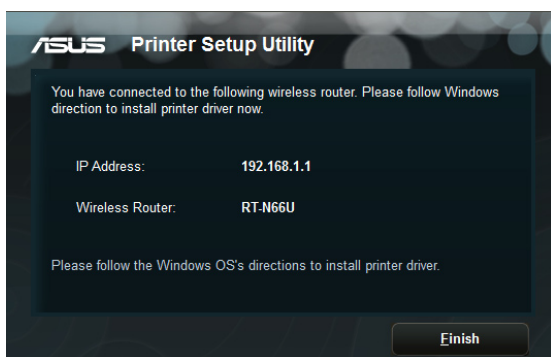 ASUS Printer Setup Utility
You have connected to the following wireless router. Please follow Windows
direction to install printer driver now.
IP Address: 192.168.1.1
Wireless Router: RT-N66U
Please follow the Windows OS's directions to install printer driver.
Finish